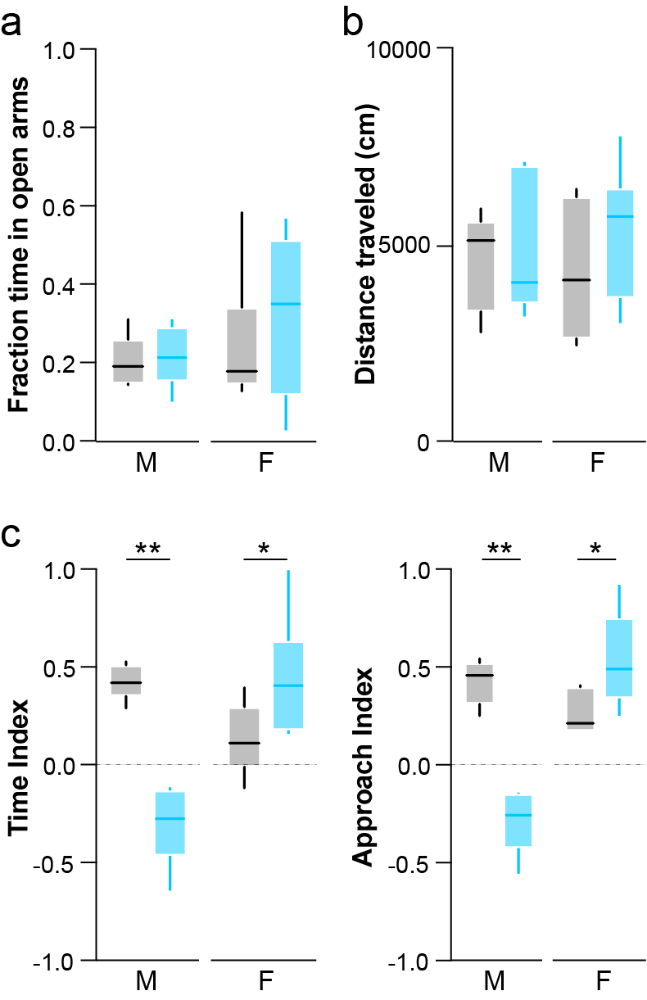 a
Fraction time in open arms
1.0
0.8
0.6
0.4
0.2
0.0
M
F
b
Distance traveled (cm)
10000
5000
0
M
F
c
Time Index
**
*
1.0
0.5
0.0
-0.5
-1.0
M
F
Approach Index
**
*
1.0
0.5
0.0
-0.5
-1.0
M
F